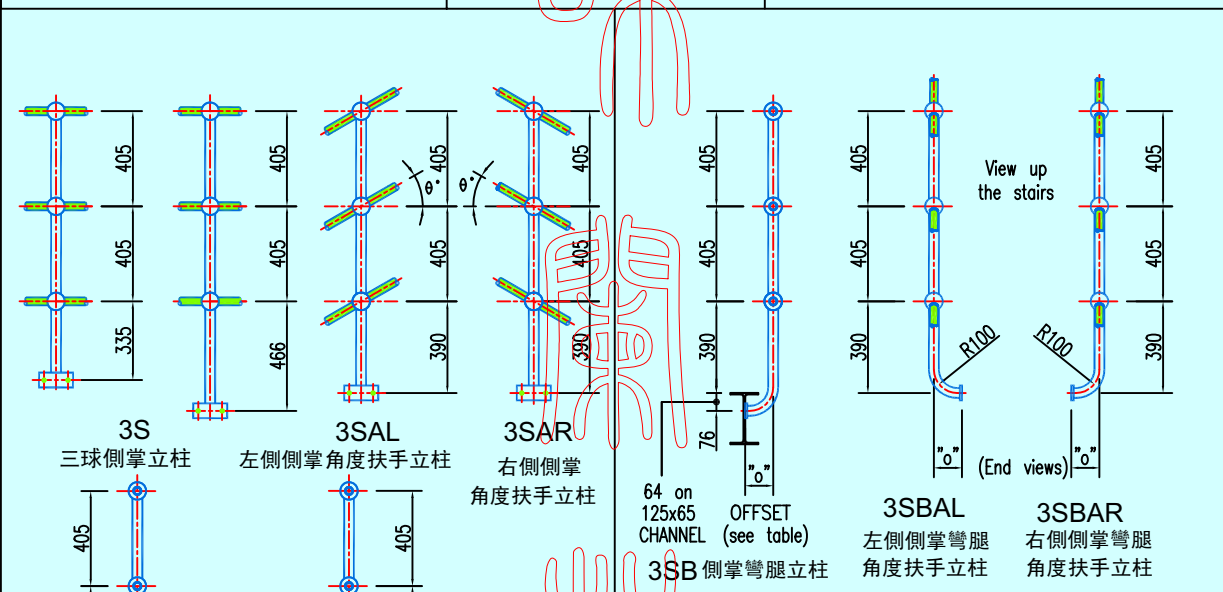 405
405
405
405
405
405
405
θ°
θ°
View up
the stairs
405
405
405
405
405
405
335
466
390
390
390
390
390
R100
R100
76
3S
三球側掌立柱
3SAL
左側側掌角度扶手立柱
3SAR
右側側掌
角度扶手立柱
"o"
"o"
(End views)
"o"
64 on
125x65
CHANNEL
OFFSET
(see table)
3SB 側掌彎腿立柱
3SBAL
左側側掌彎腿
角度扶手立柱
3SBAR
右側側掌彎腿
角度扶手立柱
405
405